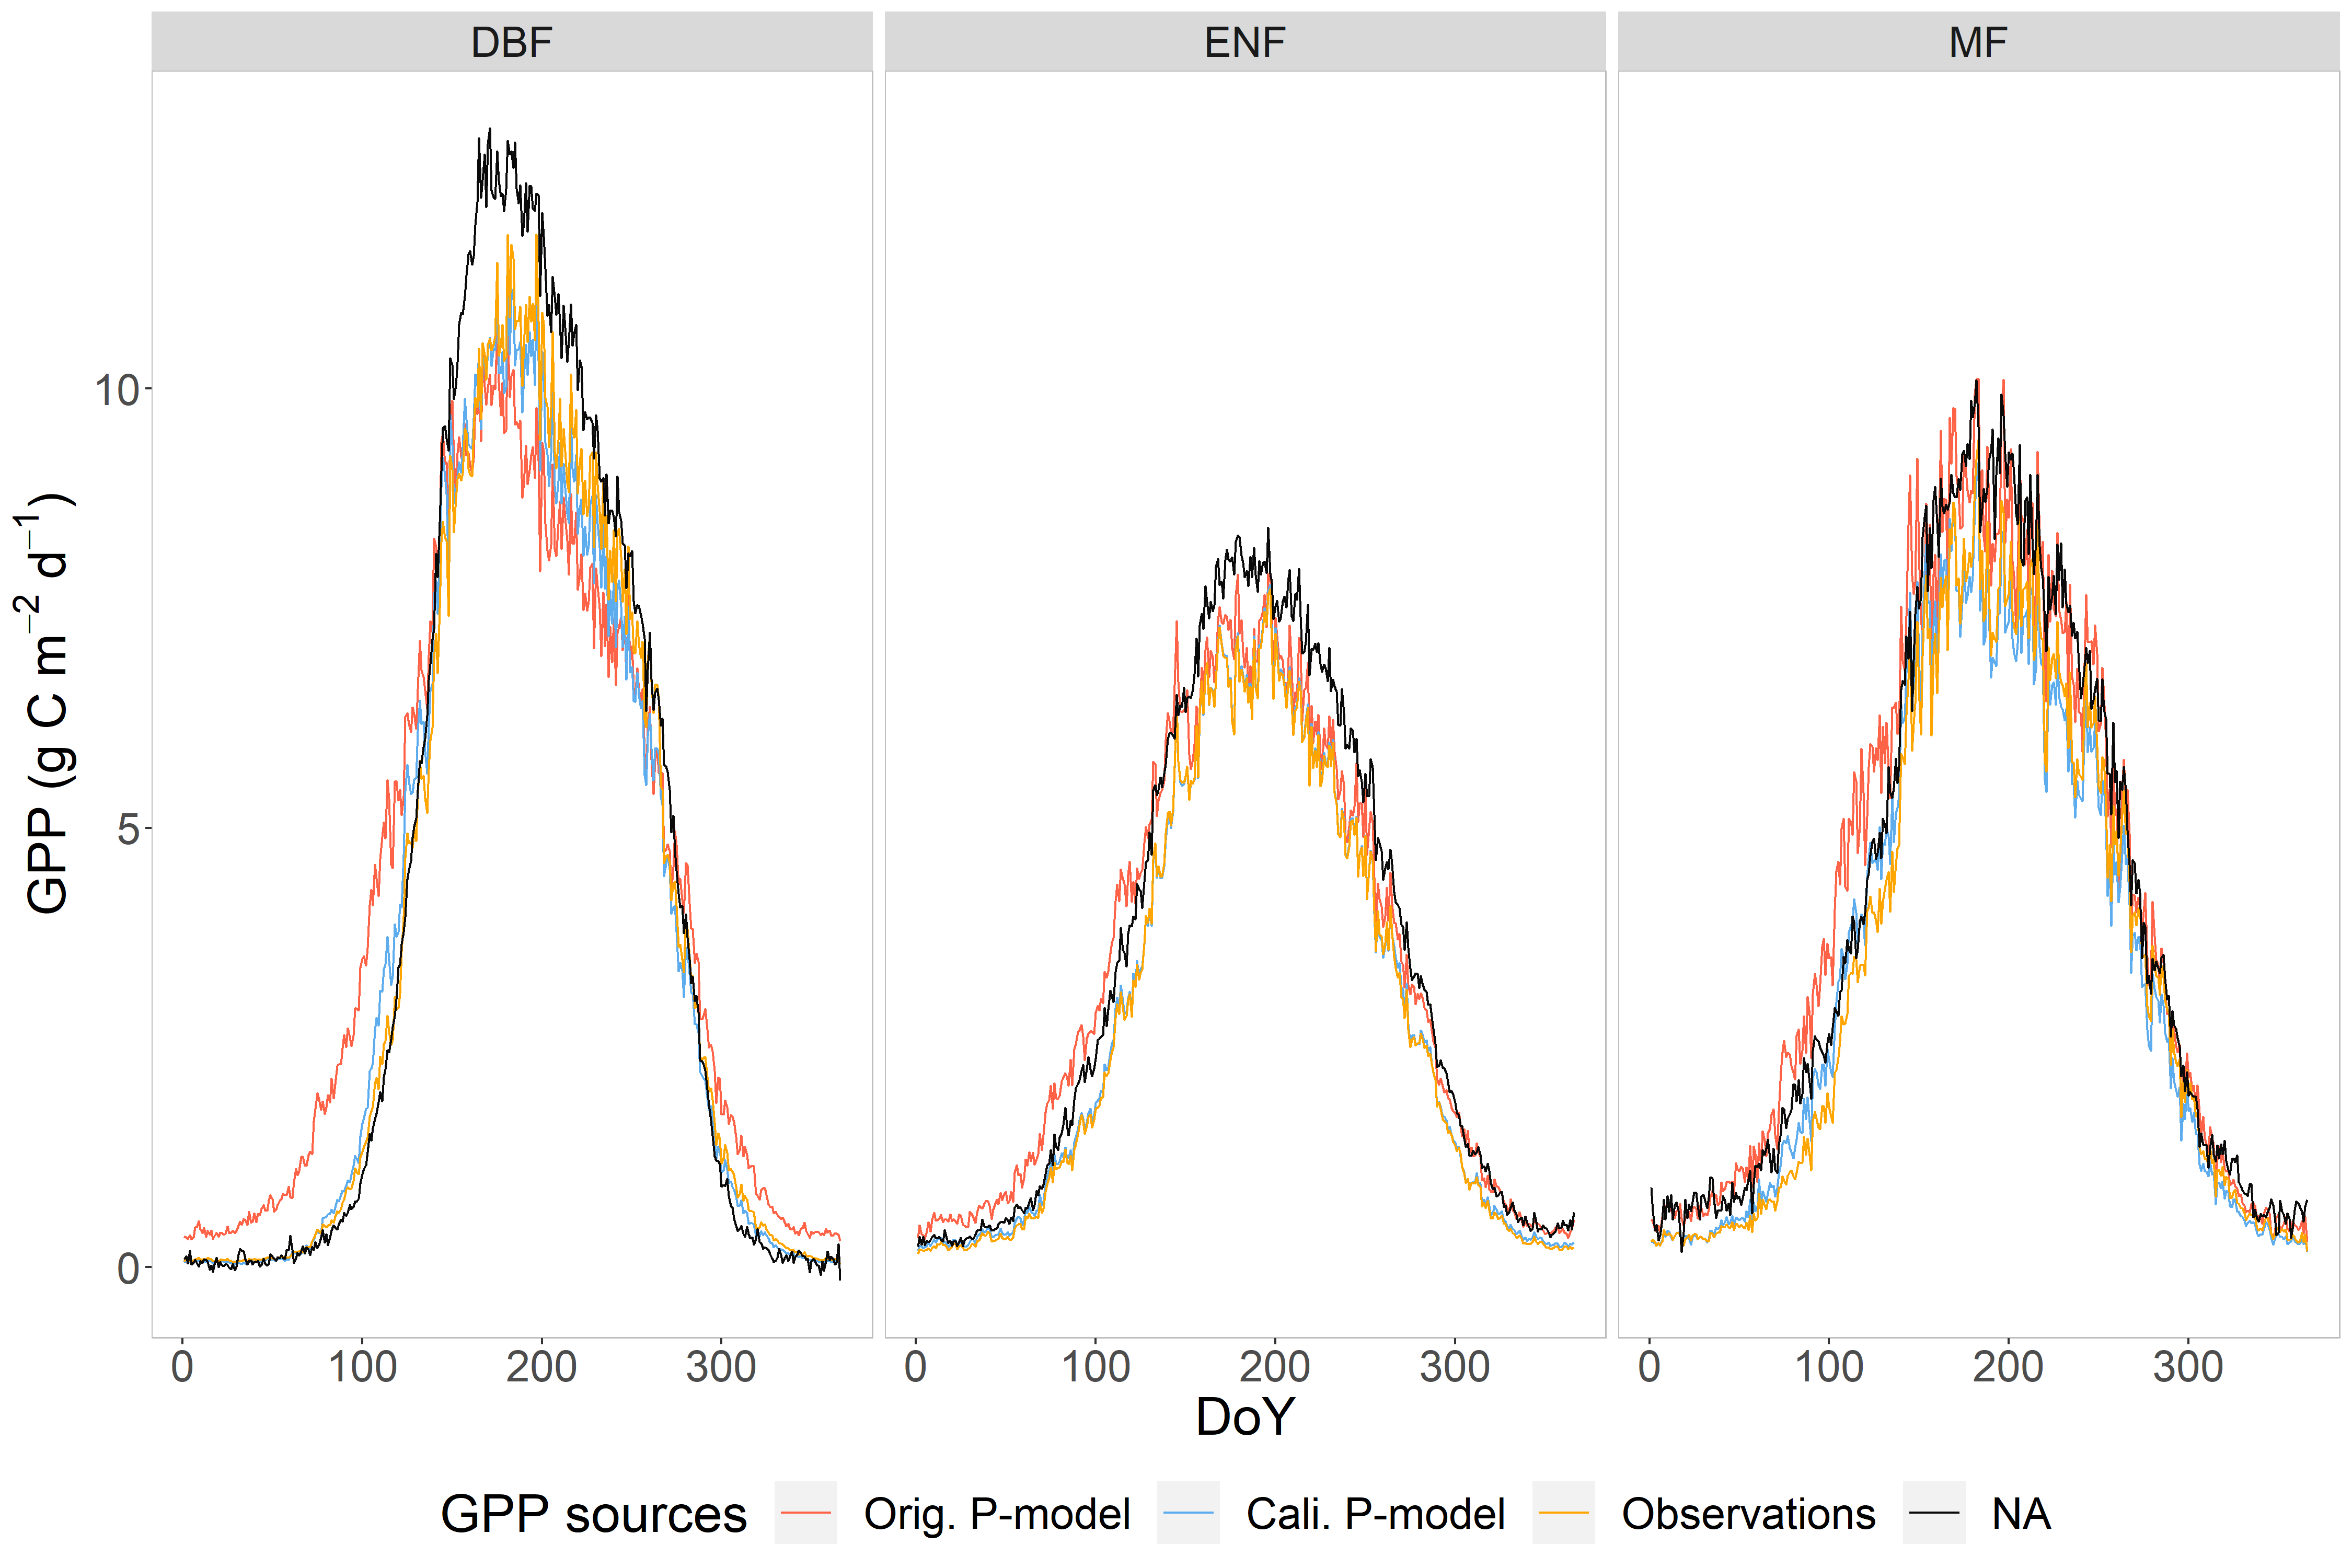 DBF ENF MF
GPP (g C m⁻² d⁻¹)
10
5
0
0 100 200 300 0 100 200 300 0 100 200 300
DoY
GPP sources Orig. P-model Cali. P-model Observations NA